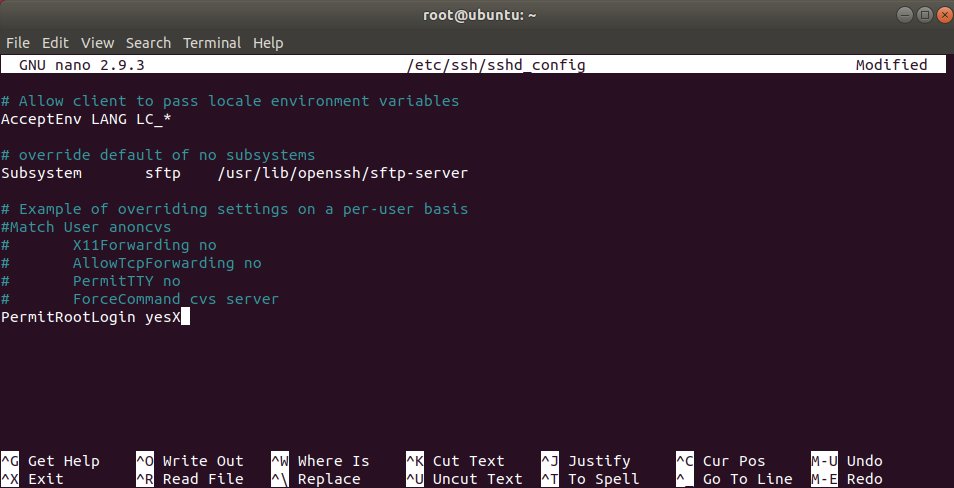 root@ubuntu: ~
File Edit View Search Terminal Help
GNU nano 2.9.3 /etc/ssh/sshd_config Modified
# Allow client to pass locale environment variables
AcceptEnv LANG LC_*
# override default of no subsystems
Subsystem sftp /usr/lib/openssh/sftp-server
# Example of overriding settings on a per-user basis
#Match User anoncvs
# X11Forwarding no
# AllowTcpForwarding no
# PermitTTY no
# ForceCommand cvs server
PermitRootLogin yesX
^G Get Help ^O Write Out ^W Where Is ^K Cut Text ^J Justify ^C Cur Pos M-U Undo
^X Exit ^R Read File ^\ Replace ^U Uncut Text ^T To Spell ^_ Go To Line M-E Redo